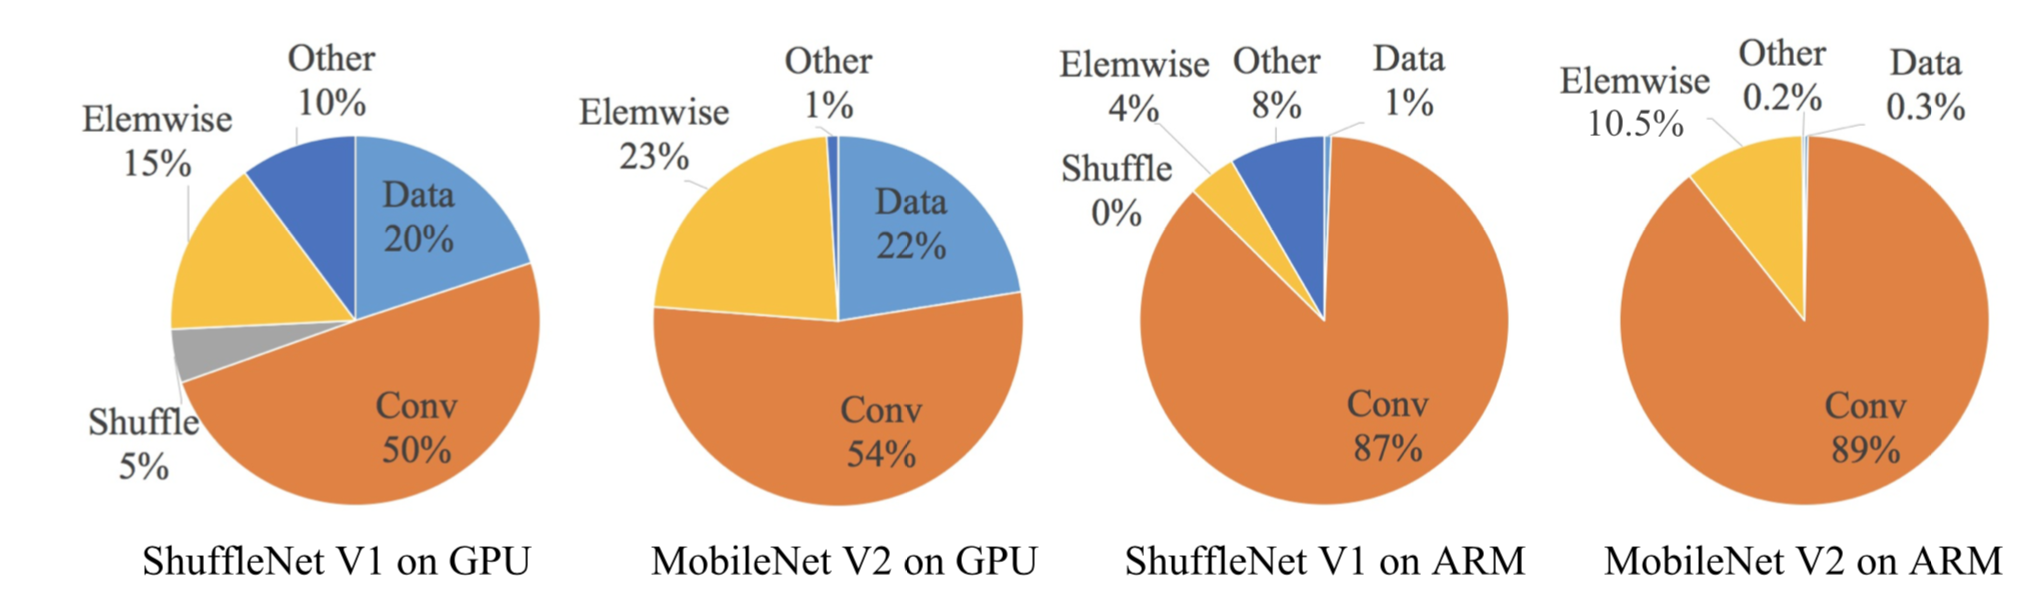 Other
10%
Elemwise
15%
Data
20%
Shuffle
5%
Conv
50%
ShuffleNet V1 on GPU
Other
1%
Elemwise
23%
Data
22%
Conv
54%
MobileNet V2 on GPU
Elemwise
4%
Other
8%
Data
1%
Shuffle
0%
Conv
87%
ShuffleNet V1 on ARM
Other
0.2%
Elemwise
10.5%
Data
0.3%
Conv
89%
MobileNet V2 on ARM